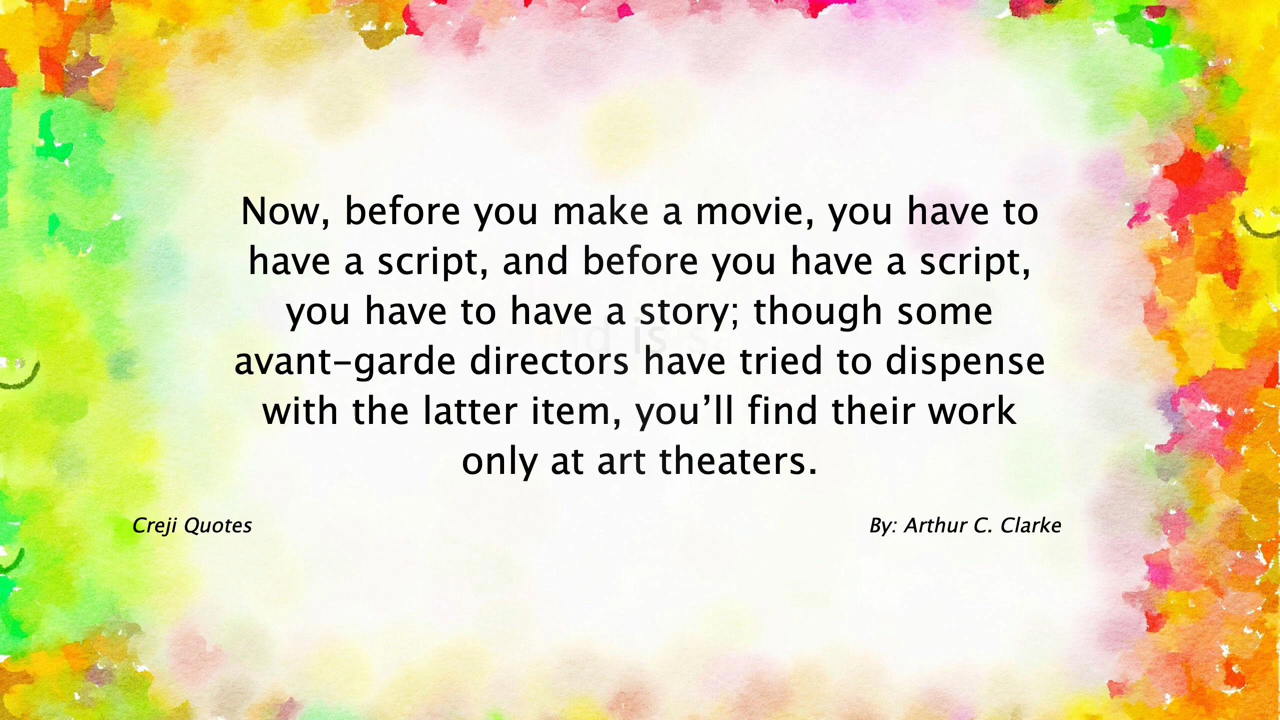 Now, before you make a movie, you have to
have a script, and before you have a script,
you have to have a story; though some
avant–garde directors have tried to dispense
with the latter item, you’ll find their work
only at art theaters.
Creji Quotes
By: Arthur C. Clarke